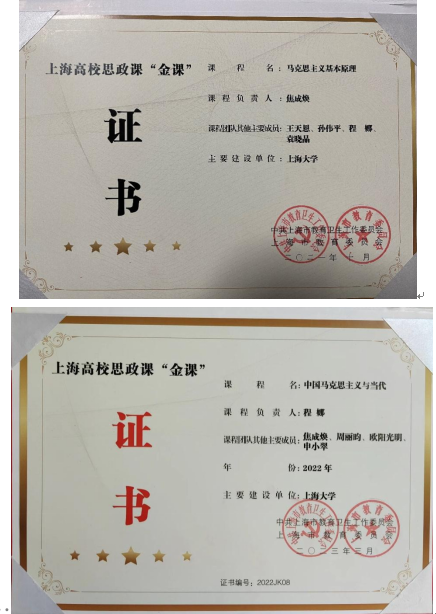 上海高校思政课“金课”
证
书
课程名：马克思主义基本原理
课程负责人：焦成焕
课程团队其他主要成员：王天恩、孙伟平、程娜、
袁晓晶
主要建设单位：上海大学
中共上海市教育卫生工作委员会
上海市教育委员会
上海高校思政课“金课”
证
书
课程名：中国马克思主义与当代
课程负责人：程娜
课程团队其他主要成员：焦成焕、周丽昀、欧阳光明、
申小翠
年份：2022年
主要建设单位：上海大学
中共上海市教育卫生工作委员会
上海市教育委员会
二〇二三年三月
证书编号：2022JK08